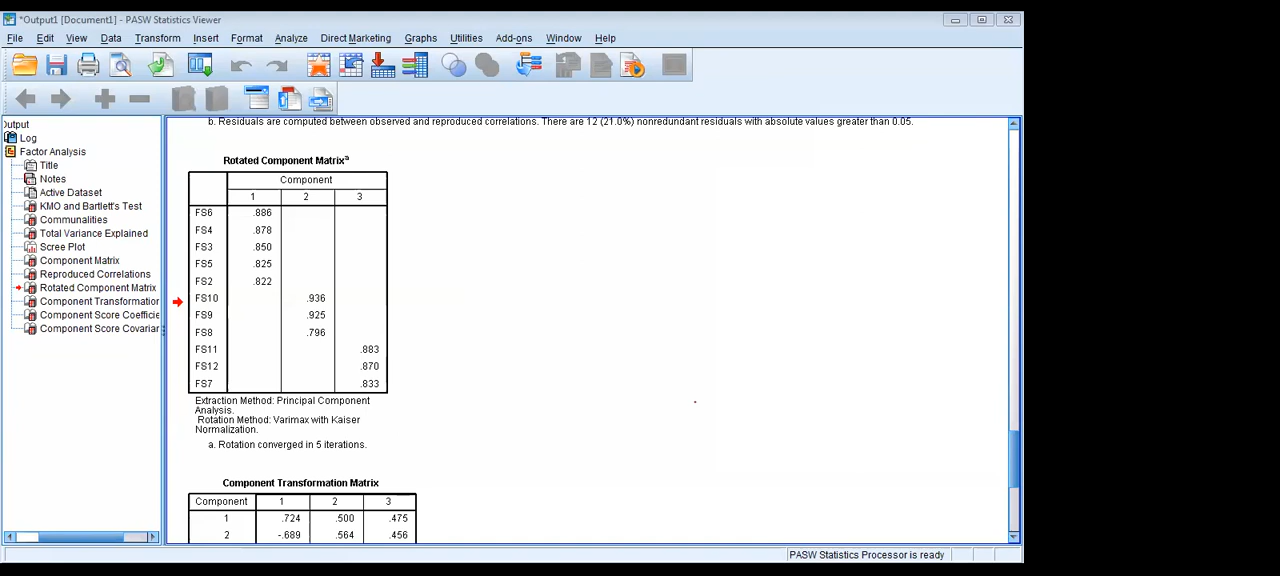 *Output1 [Document1] - PASW Statistics Viewer
File Edit View Data Transform Insert Format Analyze Direct Marketing Graphs Utilities Add-ons Window Help
Output
Log
Factor Analysis
Title
Notes
Active Dataset
KMO and Bartlett's Test
Communalities
Total Variance Explained
Scree Plot
Component Matrix
Reproduced Correlations
Rotated Component Matrix
Component Transformation
Component Score Coefficie
Component Score Covarian
b. Residuals are computed between observed and reproduced correlations. There are 12 (21.0%) nonredundant residuals with absolute values greater than 0.05.
Rotated Component Matrixa
Component
1 2 3
FS6 .886
FS4 .878
FS3 .850
FS5 .825
FS2 .822
FS10 .936
FS9 .925
FS8 .796
FS11 .883
FS12 .870
FS7 .833
Extraction Method: Principal Component
Analysis.
Rotation Method: Varimax with Kaiser
Normalization.
a. Rotation converged in 5 iterations.
Component Transformation Matrix
Component 1 2 3
1 .724 .500 .475
2 -.689 .564 .456
PASW Statistics Processor is ready